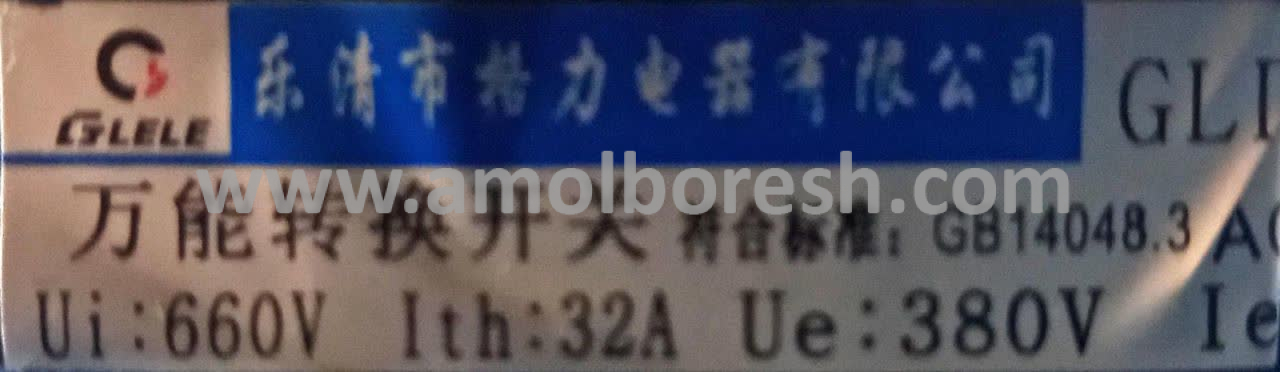 GLELE
乐清市格力电器有限公司
GL
www.amolboresh.com
万能转换开关 符合标准: GB14048.3 A
Ui:660V Ith:32A Ue:380V Ie